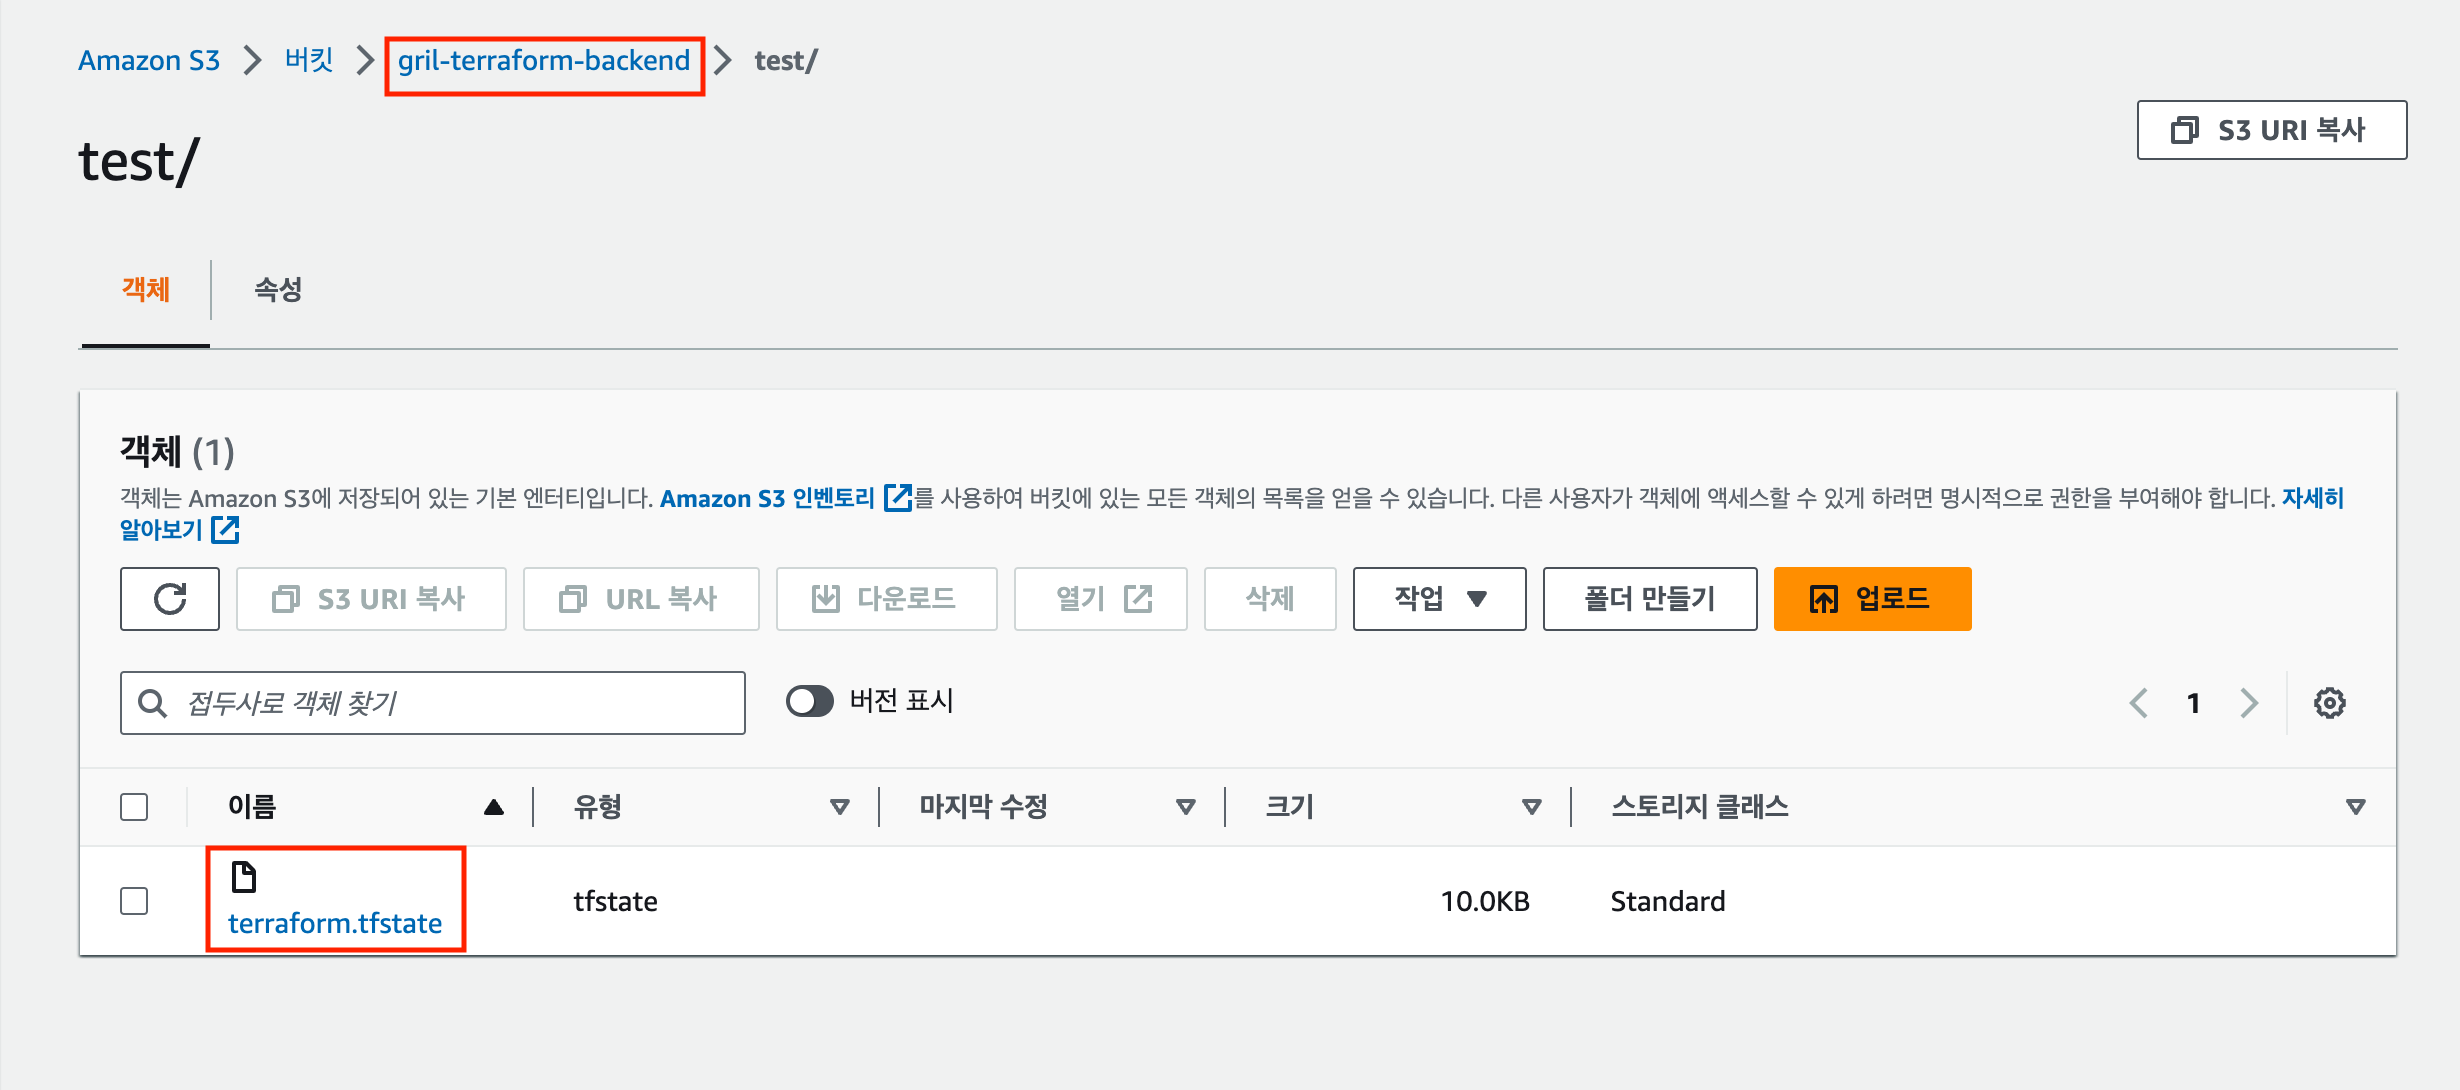 Amazon S3 > 버킷 > gril-terraform-backend > test/
S3 URI 복사
test/
객체 속성
객체 (1)
객체는 Amazon S3에 저장되어 있는 기본 엔터티입니다. Amazon S3 인벤토리 를 사용하여 버킷에 있는 모든 객체의 목록을 얻을 수 있습니다. 다른 사용자가 객체에 액세스할 수 있게 하려면 명시적으로 권한을 부여해야 합니다. 자세히
알아보기
S3 URI 복사 URL 복사 다운로드 열기 삭제 작업 폴더 만들기 업로드
접두사로 객체 찾기 버전 표시 1
이름 유형 마지막 수정 크기 스토리지 클래스
terraform.tfstate tfstate 10.0KB Standard